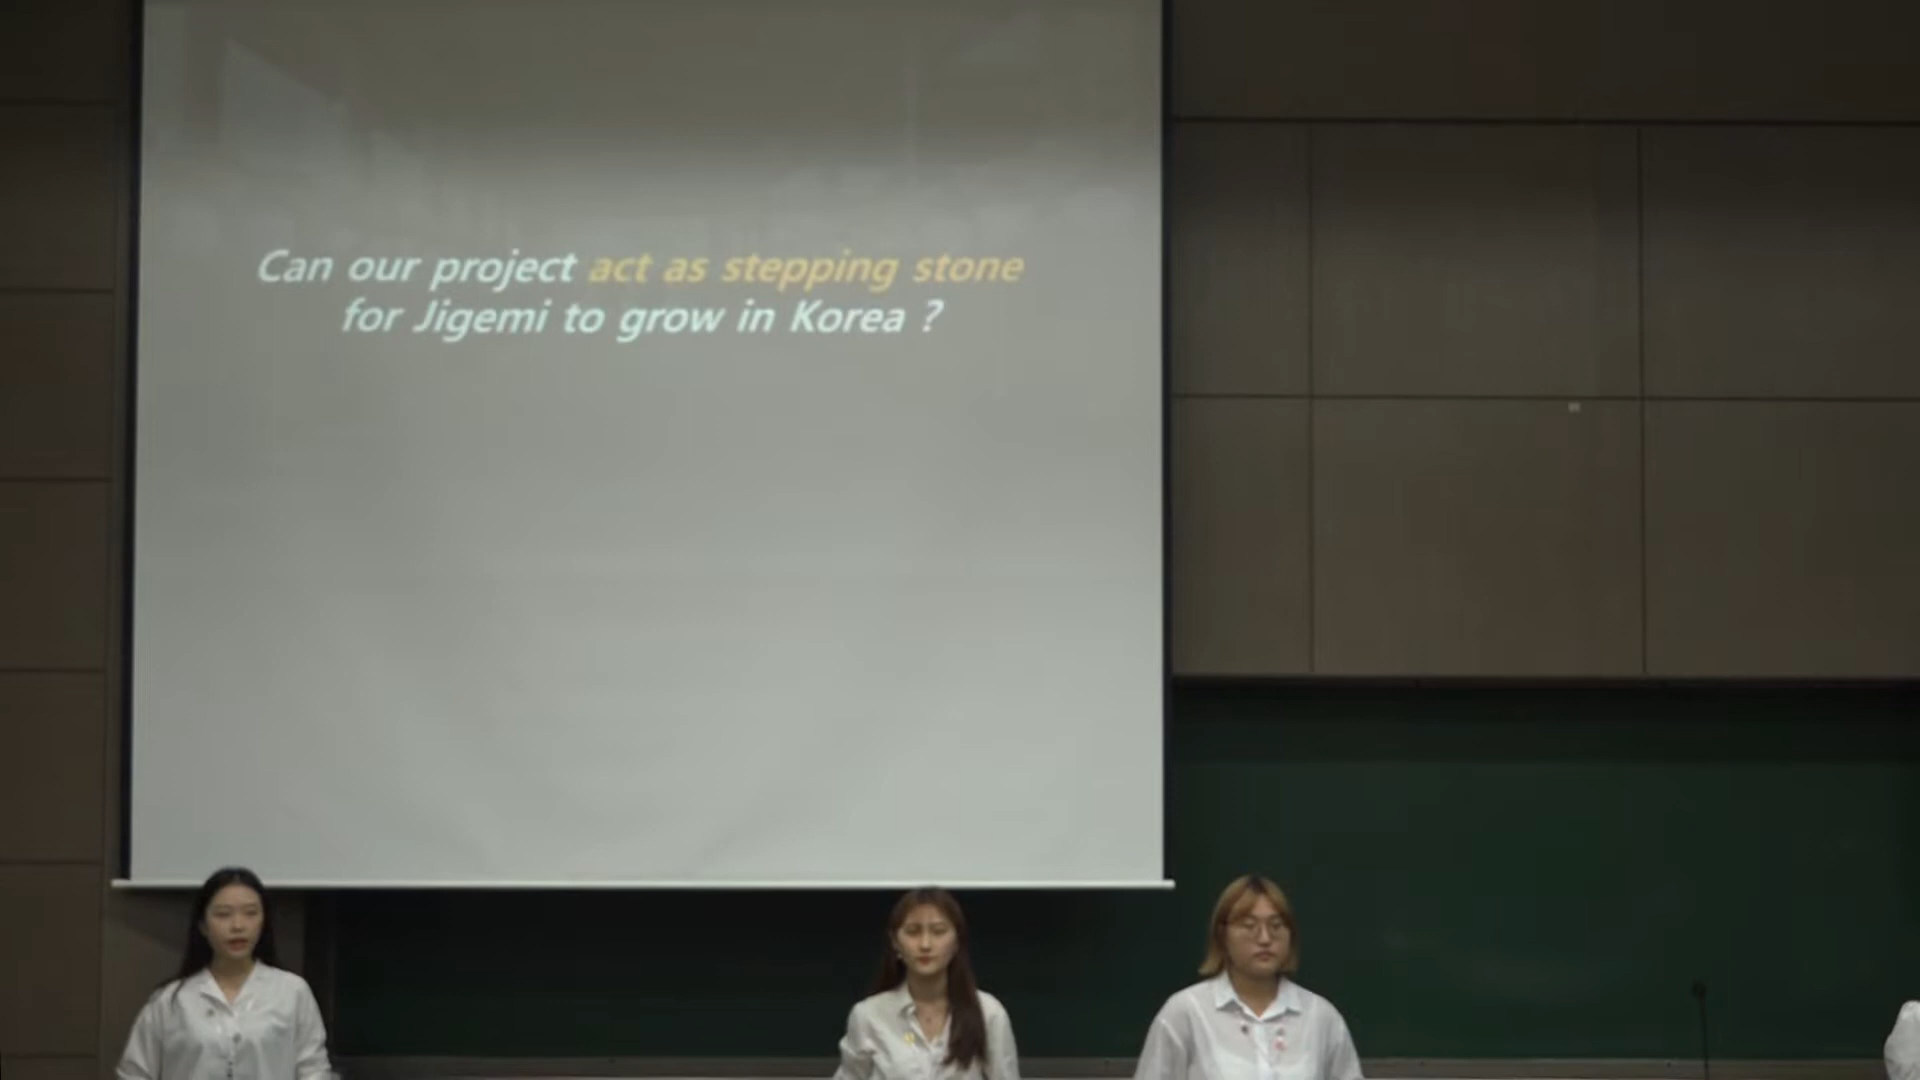 Can our project act as stepping stone
for Jigemi to grow in Korea ?